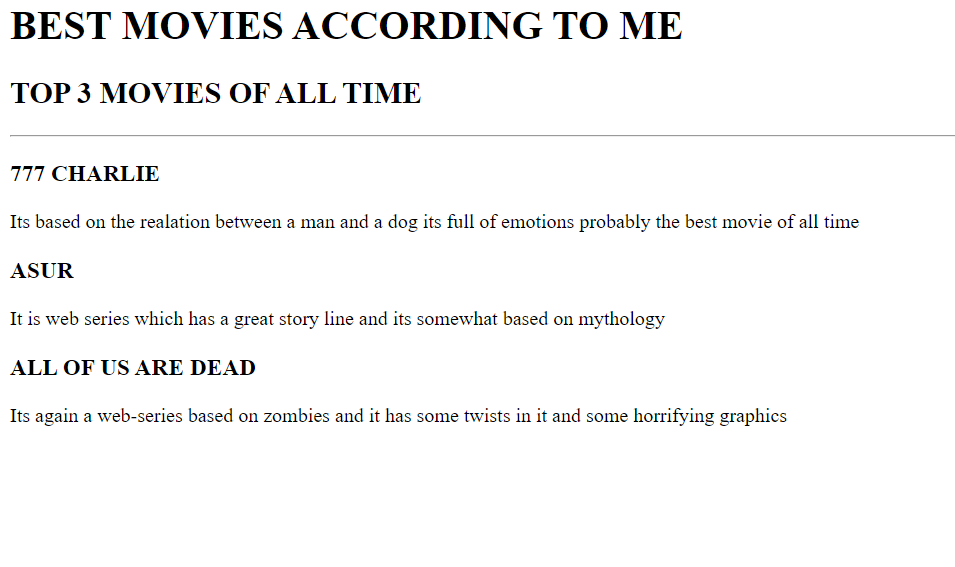 BEST MOVIES ACCORDING TO ME
TOP 3 MOVIES OF ALL TIME
777 CHARLIE
Its based on the realation between a man and a dog its full of emotions probably the best movie of all time
ASUR
It is web series which has a great story line and its somewhat based on mythology
ALL OF US ARE DEAD
Its again a web-series based on zombies and it has some twists in it and some horrifying graphics